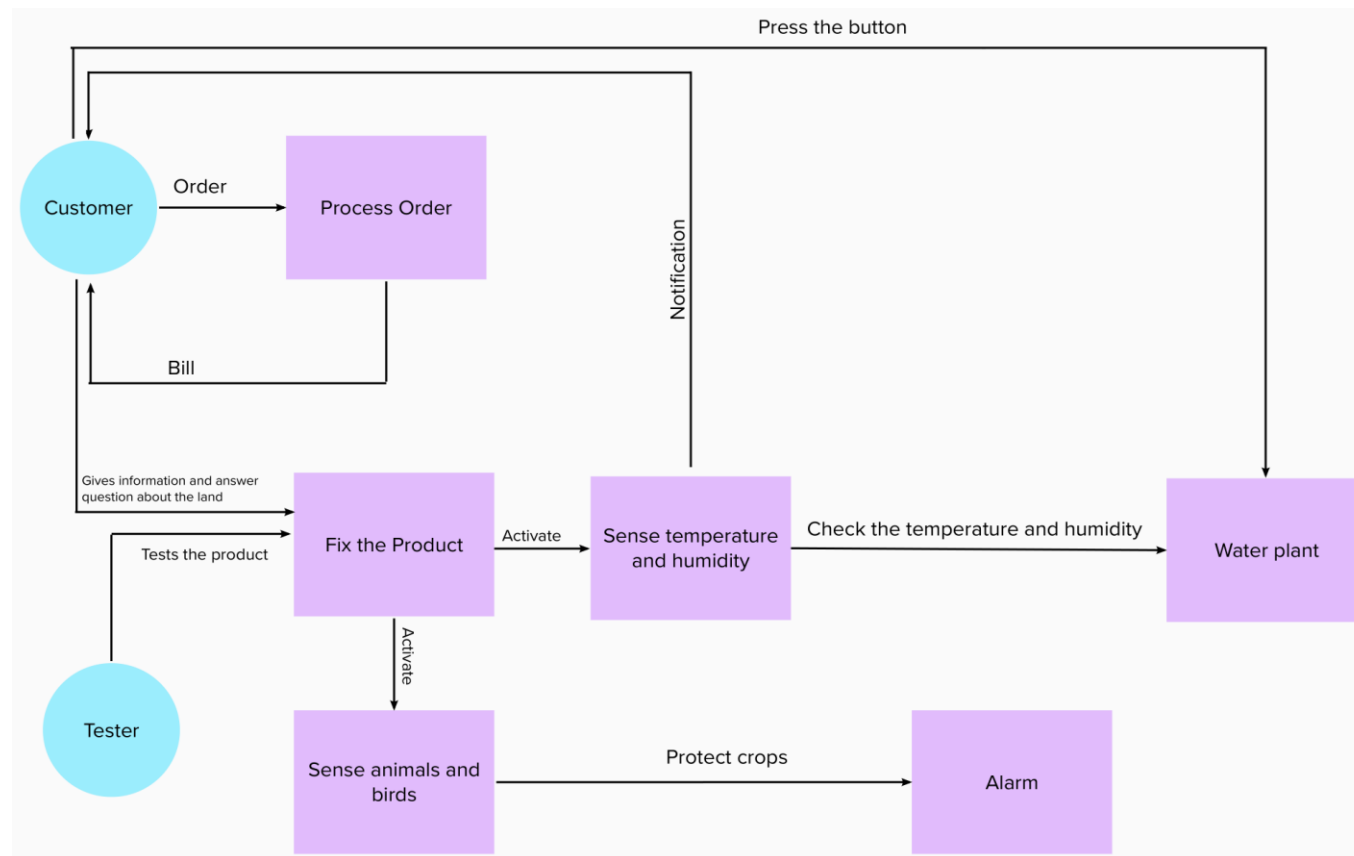 Press the button
Customer
Order
Process Order
Notification
Bill
Gives information and answer
question about the land
Tests the product
Fix the Product
Activate
Sense temperature
and humidity
Check the temperature and humidity
Water plant
Activate
Tester
Sense animals and
birds
Protect crops
Alarm